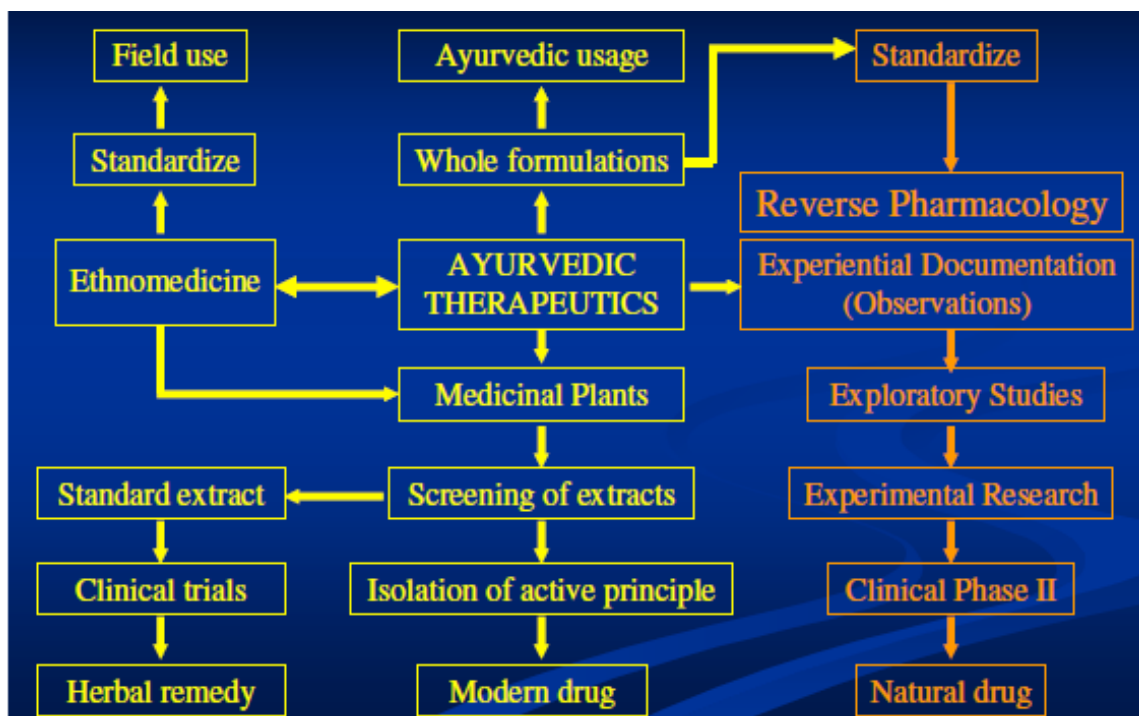 Field use
Ayurvedic usage
Standardize
Standardize
Whole formulations
Reverse Pharmacology
Ethnomedicine
AYURVEDIC
THERAPEUTICS
Experiential Documentation
(Observations)
Medicinal Plants
Exploratory Studies
Standard extract
Screening of extracts
Experimental Research
Clinical trials
Isolation of active principle
Clinical Phase II
Herbal remedy
Modern drug
Natural drug